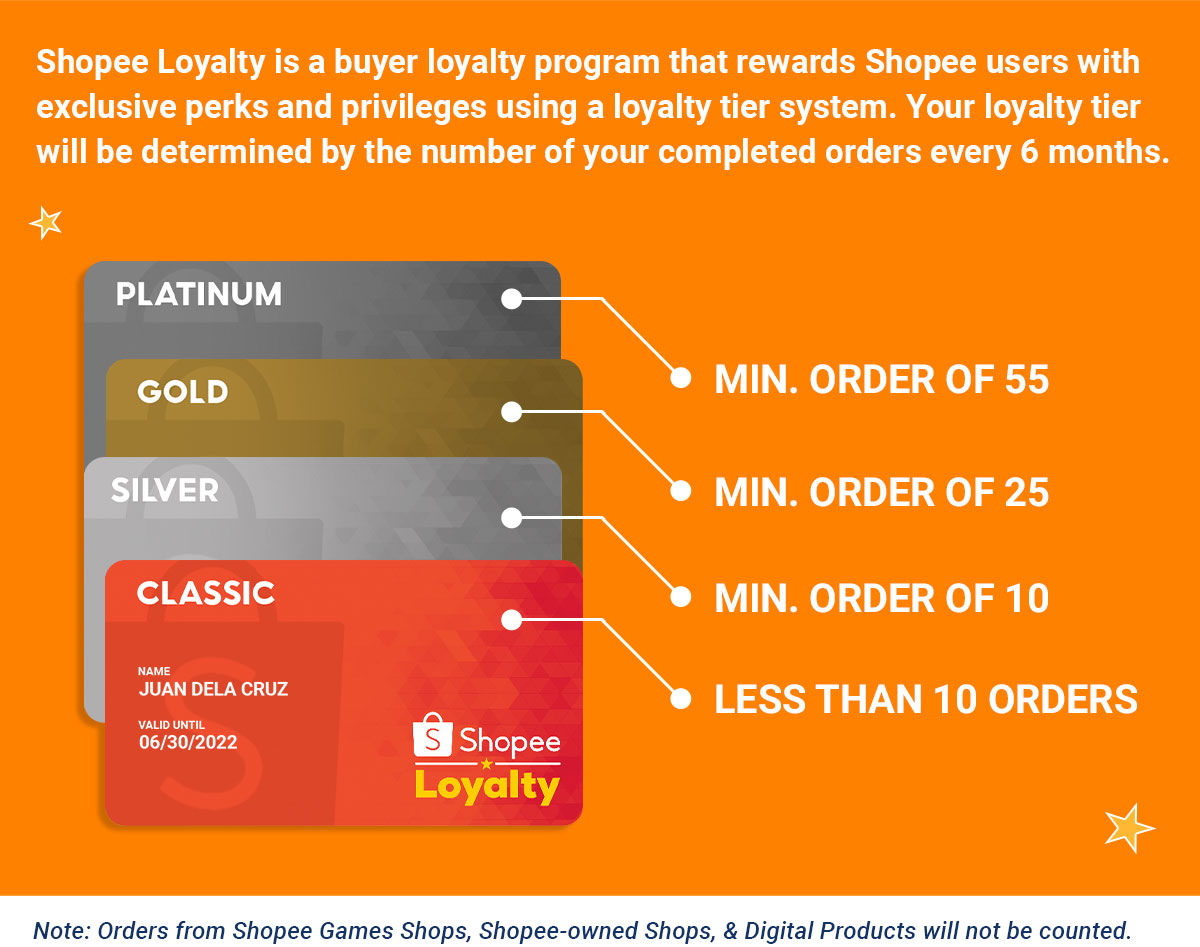 Shopee Loyalty is a buyer loyalty program that rewards Shopee users with
exclusive perks and privileges using a loyalty tier system. Your loyalty tier
will be determined by the number of your completed orders every 6 months.
PLATINUM
MIN. ORDER OF 55
GOLD
MIN. ORDER OF 25
SILVER
MIN. ORDER OF 10
CLASSIC
LESS THAN 10 ORDERS
NAME
JUAN DELA CRUZ
VALID UNTIL
06/30/2022
S Shopee
Loyalty
Note: Orders from Shopee Games Shops, Shopee-owned Shops, & Digital Products will not be counted.